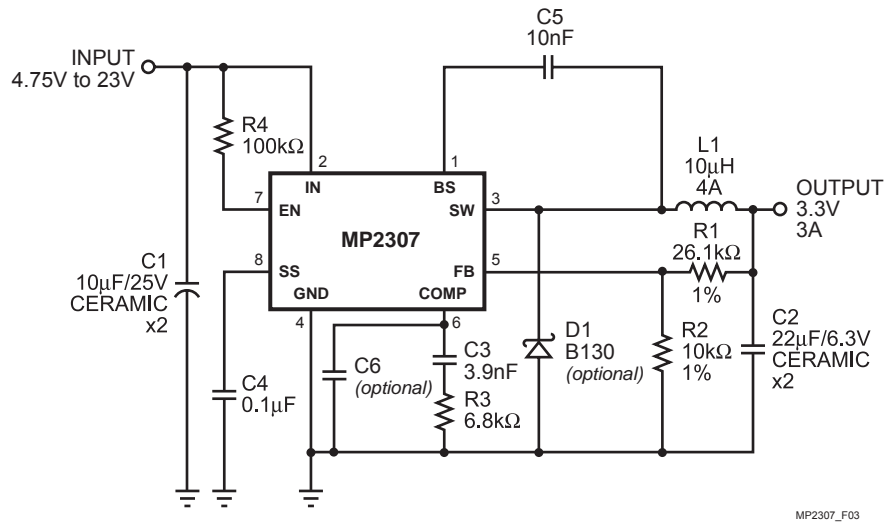 C5
10nF
INPUT
4.75V to 23V
R4
100kΩ
2
1
L1
10μH
4A
IN
BS
7
EN
SW
3
OUTPUT
3.3V
3A
MP2307
R1
26.1kΩ
1%
8
SS
FB
5
C1
10μF/25V
CERAMIC
x2
GND
COMP
4
6
D1
B130
(optional)
R2
10kΩ
1%
C2
22μF/6.3V
CERAMIC
x2
C6
(optional)
C3
3.9nF
C4
0.1μF
R3
6.8kΩ
MP2307_F03